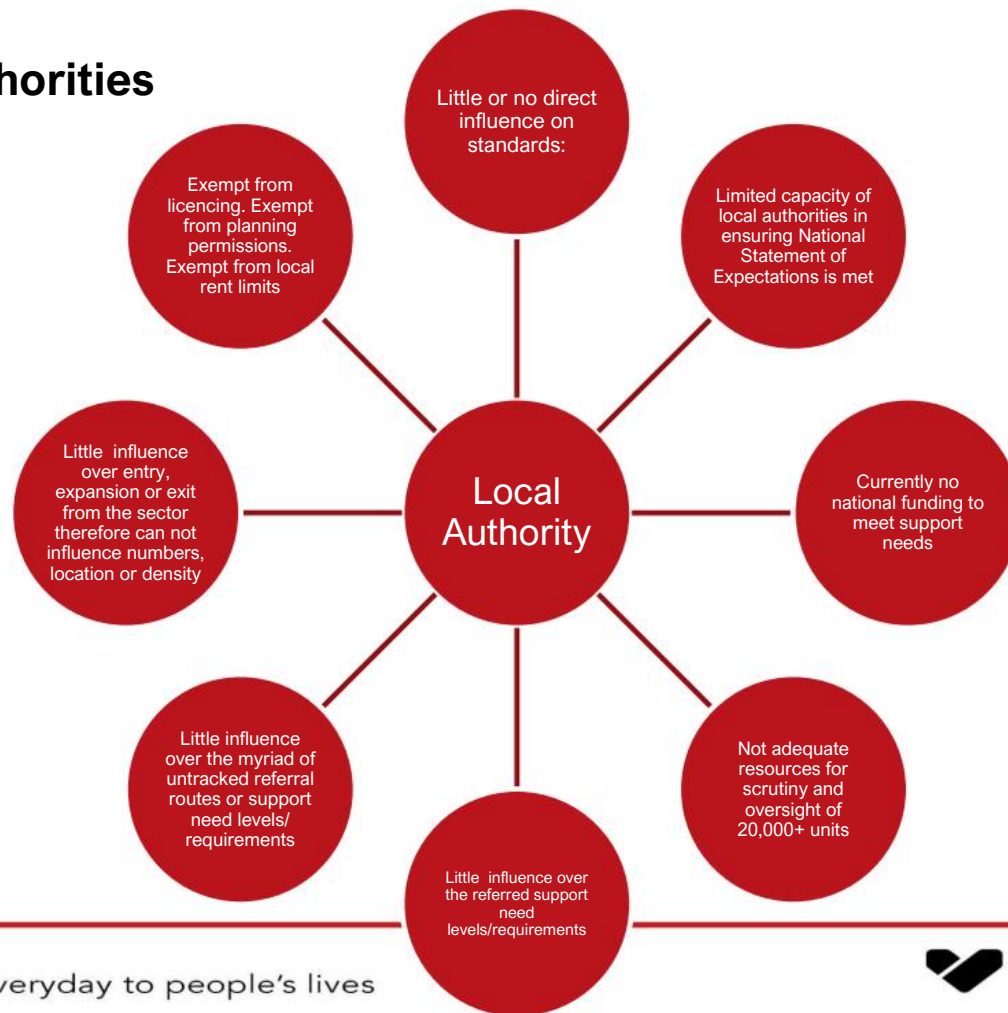 horities
Little or no direct
influence on
standards:
Limited capacity of
local authorities in
ensuring National
Statement of
Expectations is met
Currently no
national funding to
meet support
needs
Not adequate
resources for
scrutiny and
oversight of
20,000+ units
Little influence over
the referred support
need
levels/requirements
Little influence
over the myriad of
untracked referral
routes or support
need levels/
requirements
Little influence
over entry,
expansion or exit
from the sector
therefore can not
influence numbers,
location or density
Exempt from
licencing. Exempt
from planning
permissions.
Exempt from local
rent limits
Local
Authority
veryday to people's lives